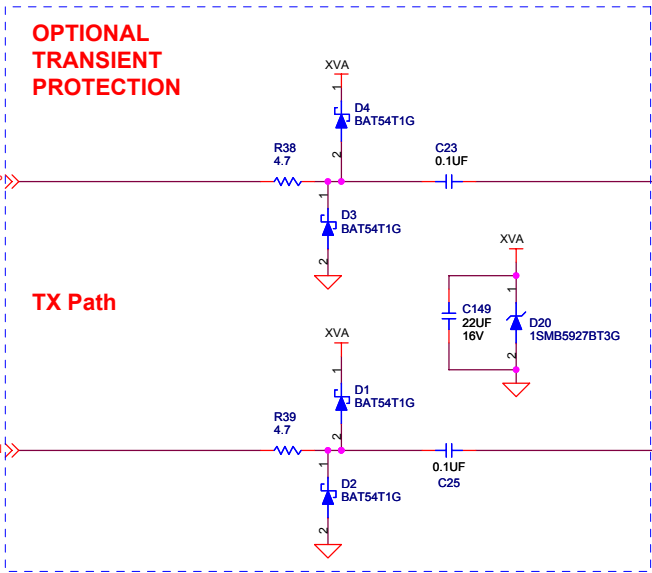 OPTIONAL
TRANSIENT
PROTECTION
XVA
1
D4
BAT54T1G
2
R38
4.7
C23
0.1UF
1
D3
BAT54T1G
2
XVA
TX Path
1
C149
22UF
16V
D20
1SMB5927BT3G
2
XVA
1
D1
BAT54T1G
2
R39
4.7
0.1UF
C25
1
D2
BAT54T1G
2